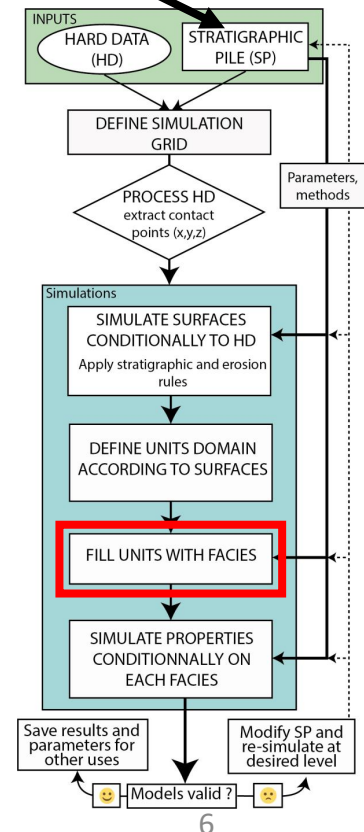 INPUTS
HARD DATA
(HD)
STRATIGRAPHIC
PILE (SP)
DEFINE SIMULATION
GRID
Parameters,
methods
PROCESS HD
extract contact
points (x,y,z)
Simulations
SIMULATE SURFACES
CONDITIONALLY TO HD
Apply stratigraphic and erosion
rules
DEFINE UNITS DOMAIN
ACCORDING TO SURFACES
FILL UNITS WITH FACIES
SIMULATE PROPERTIES
CONDITIONNALLY ON
EACH FACIES
Save results and
parameters for
other uses
Modify SP and
re-simulate at
desired level
Models valid ?
6